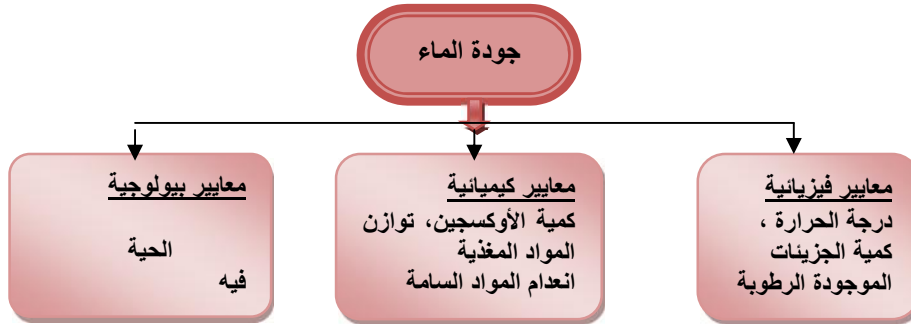 جودة الماء
معايير فيزيائية
درجة الحرارة ،
كمية الجزيئات
الموجودة الرطوبة
معايير كيميائية
كمية الأوكسجين، توازن
المواد المغذية
انعدام المواد السامة
معايير بيولوجية
الحية
فيه